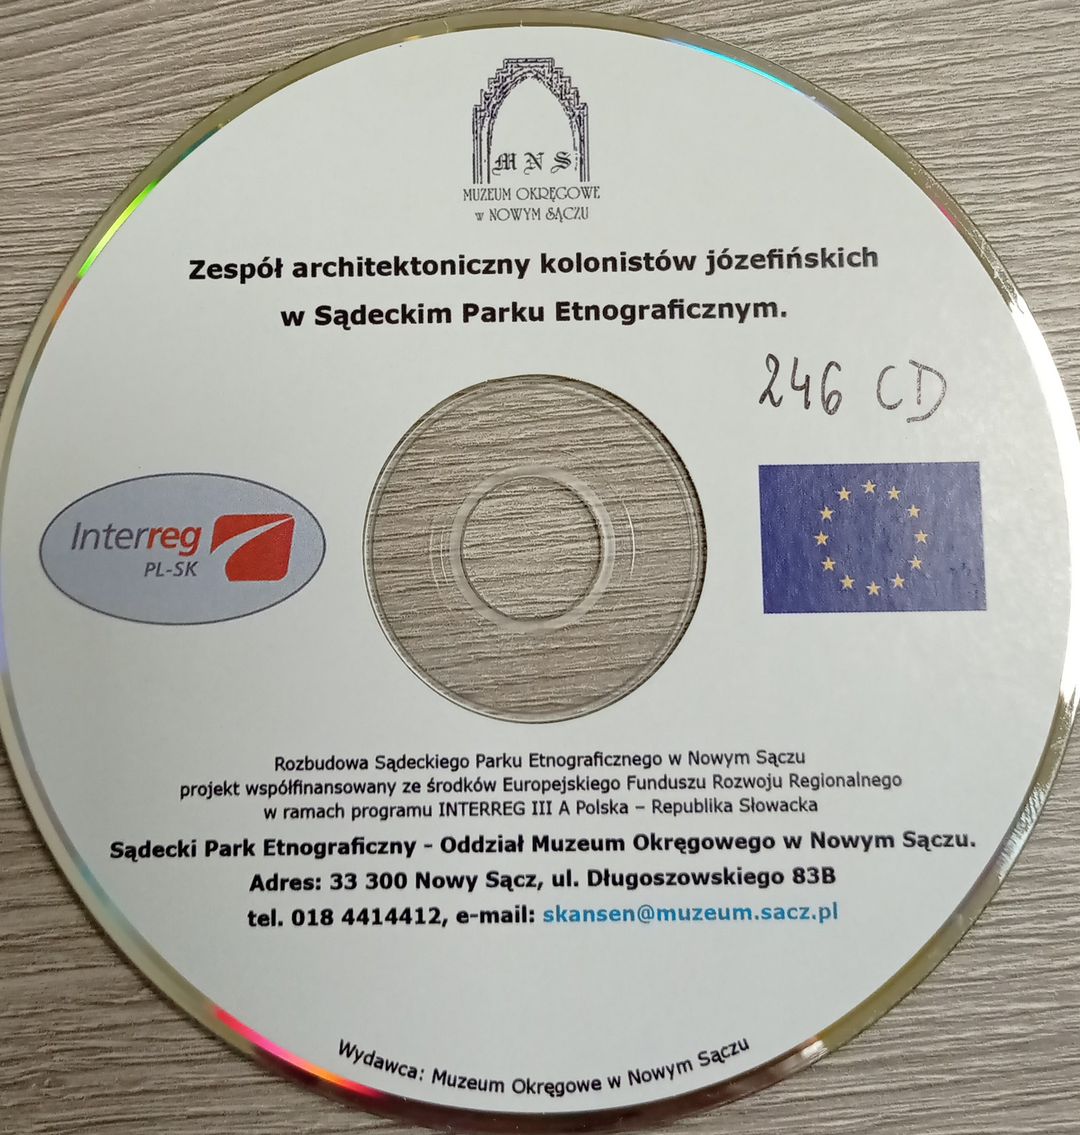 MNS
MUZEUM OKRĘGOWE
w NOWYM SĄCZU
Zespół architektoniczny kolonistów józefińskich
w Sądeckim Parku Etnograficznym.
246 CD
Interreg
PL-SK
Rozbudowa Sądeckiego Parku Etnograficznego w Nowym Sączu
projekt współfinansowany ze środków Europejskiego Funduszu Rozwoju Regionalnego
w ramach programu INTERREG III A Polska – Republika Słowacka
Sądecki Park Etnograficzny - Oddział Muzeum Okręgowego w Nowym Sączu.
Adres: 33 300 Nowy Sącz, ul. Długoszowskiego 83B
tel. 018 4414412, e-mail: skansen@muzeum.sacz.pl
Wydawca: Muzeum Okręgowe w Nowym Sączu